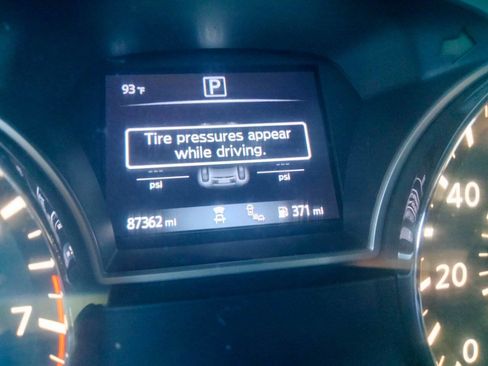 93 °F
P
Tire pressures appear
while driving.
--- ---
psi psi
87362 mi 371 mi
7
40
20
0